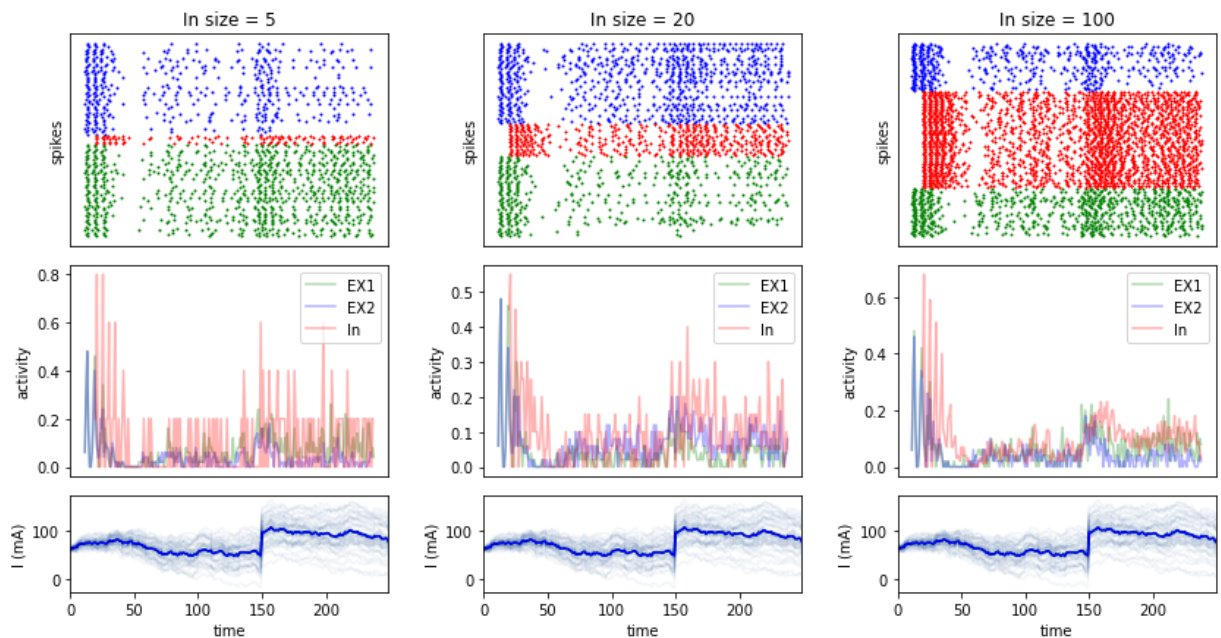 In size = 5
In size = 20
In size = 100
spikes
spikes
spikes
0.8
0.6
0.4
0.2
0.0
activity
EX1
EX2
In
0.5
0.4
0.3
0.2
0.1
0.0
activity
EX1
EX2
In
0.6
0.4
0.2
0.0
activity
EX1
EX2
In
100
0
I (mA)
0 50 100 150 200
time
100
0
I (mA)
0 50 100 150 200
time
100
0
I (mA)
0 50 100 150 200
time